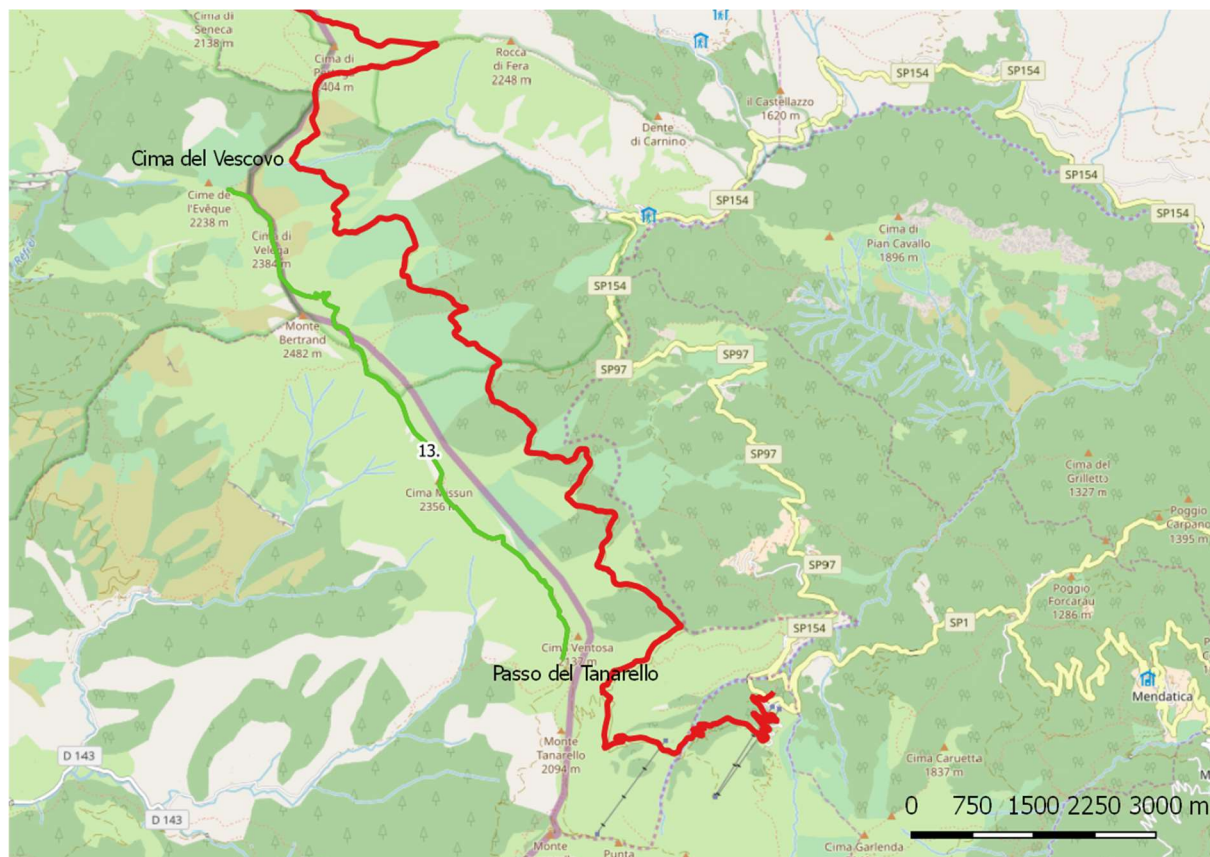 Cima di
Seneca
2138 m
Cima di
404 m
Rocca
di Fera
2248 m
il Castellazzo
1620 m
Dente
di Carnino
SP154
SP154
SP154
SP154
SP154
Cima del Vescovo
Cime de
l'Evêque
2238 m
Refrei
Cima di
Velega
2384 m
Cima di
Pian Cavallo
1896 m
SP154
Monte
Bertrand
2482 m
SP97
SP97
13.
SP97
Cima Missun
2356 m
Cima del
Grilletto
1327 m
Poggio
Carpano
1395 m
SP97
Poggio
Forcarau
1286 m
SP154
SP1
Cima Ventosa
Passo del Tanarello
Mendatica
Monte
Tanarello
2094 m
Cima Caruetta
1837 m
D 143
D 143
0 750 1500 2250 3000 m
Monte
Punta
Cima Garlenda